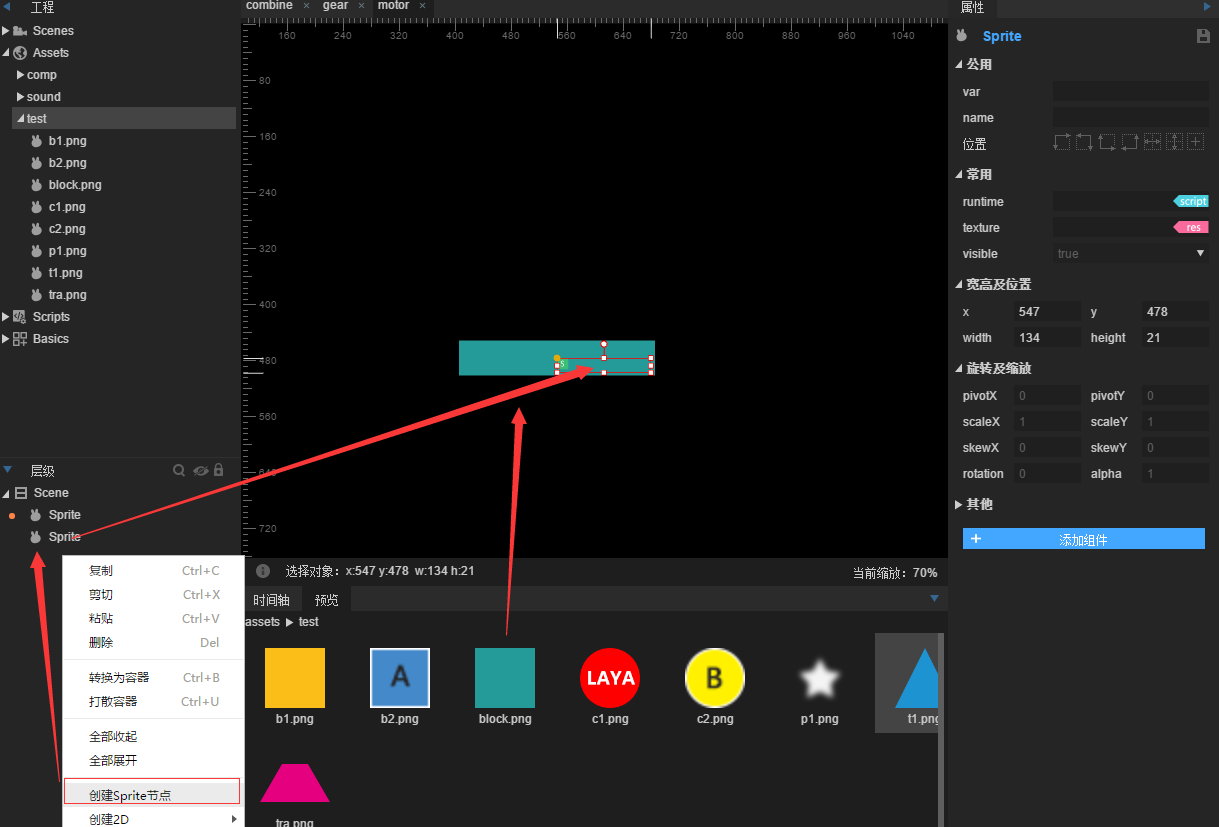 工程
Scenes
Assets
comp
sound
test
b1.png
b2.png
block.png
c1.png
c2.png
p1.png
t1.png
tra.png
Scripts
Basics
层级
Scene
Sprite
Sprite
复制 Ctrl+C
剪切 Ctrl+X
粘贴 Ctrl+V
删除 Del
转换为容器 Ctrl+B
打散容器 Ctrl+U
全部收起
全部展开
创建Sprite节点
创建2D
combine × gear × motor ×
160 240 320 400 480 560 640 720 800 880 960 1040
80
160
240
320
400
480
560
640
720
S
选择对象: x:547 y:478 w:134 h:21
当前缩放: 70%
时间轴 预览
assets test
b1.png
A
b2.png
block.png
LAYA
c1.png
B
c2.png
p1.png
t1.png
tra.png
属性
Sprite
公用
var
name
位置
常用
runtime script
texture res
visible true
宽高及位置
x 547 y 478
width 134 height 21
旋转及缩放
pivotX 0 pivotY 0
scaleX 1 scaleY 1
skewX 0 skewY 0
rotation 0 alpha 1
其他
+ 添加组件